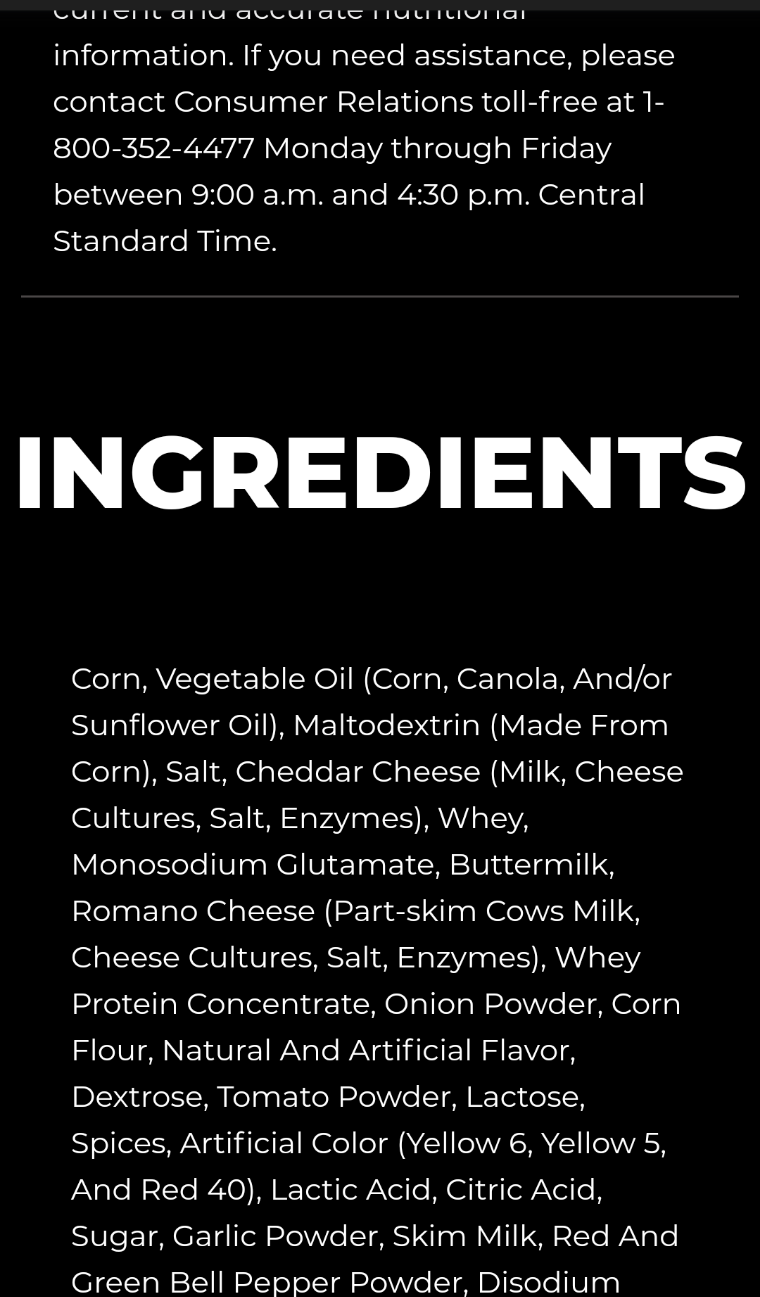 current and accurate nutritional
information. If you need assistance, please
contact Consumer Relations toll-free at 1-
800-352-4477 Monday through Friday
between 9:00 a.m. and 4:30 p.m. Central
Standard Time.
INGREDIENTS
Corn, Vegetable Oil (Corn, Canola, And/or
Sunflower Oil), Maltodextrin (Made From
Corn), Salt, Cheddar Cheese (Milk, Cheese
Cultures, Salt, Enzymes), Whey,
Monosodium Glutamate, Buttermilk,
Romano Cheese (Part-skim Cows Milk,
Cheese Cultures, Salt, Enzymes), Whey
Protein Concentrate, Onion Powder, Corn
Flour, Natural And Artificial Flavor,
Dextrose, Tomato Powder, Lactose,
Spices, Artificial Color (Yellow 6, Yellow 5,
And Red 40), Lactic Acid, Citric Acid,
Sugar, Garlic Powder, Skim Milk, Red And
Green Bell Pepper Powder, Disodium